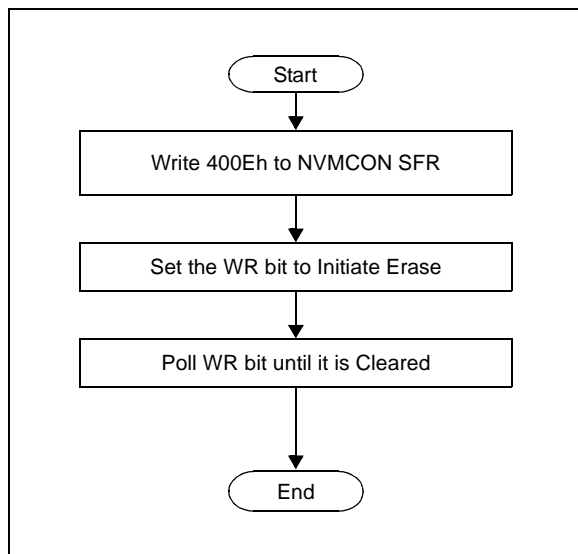 Start
Write 400Eh to NVMCON SFR
Set the WR bit to Initiate Erase
Poll WR bit until it is Cleared
End